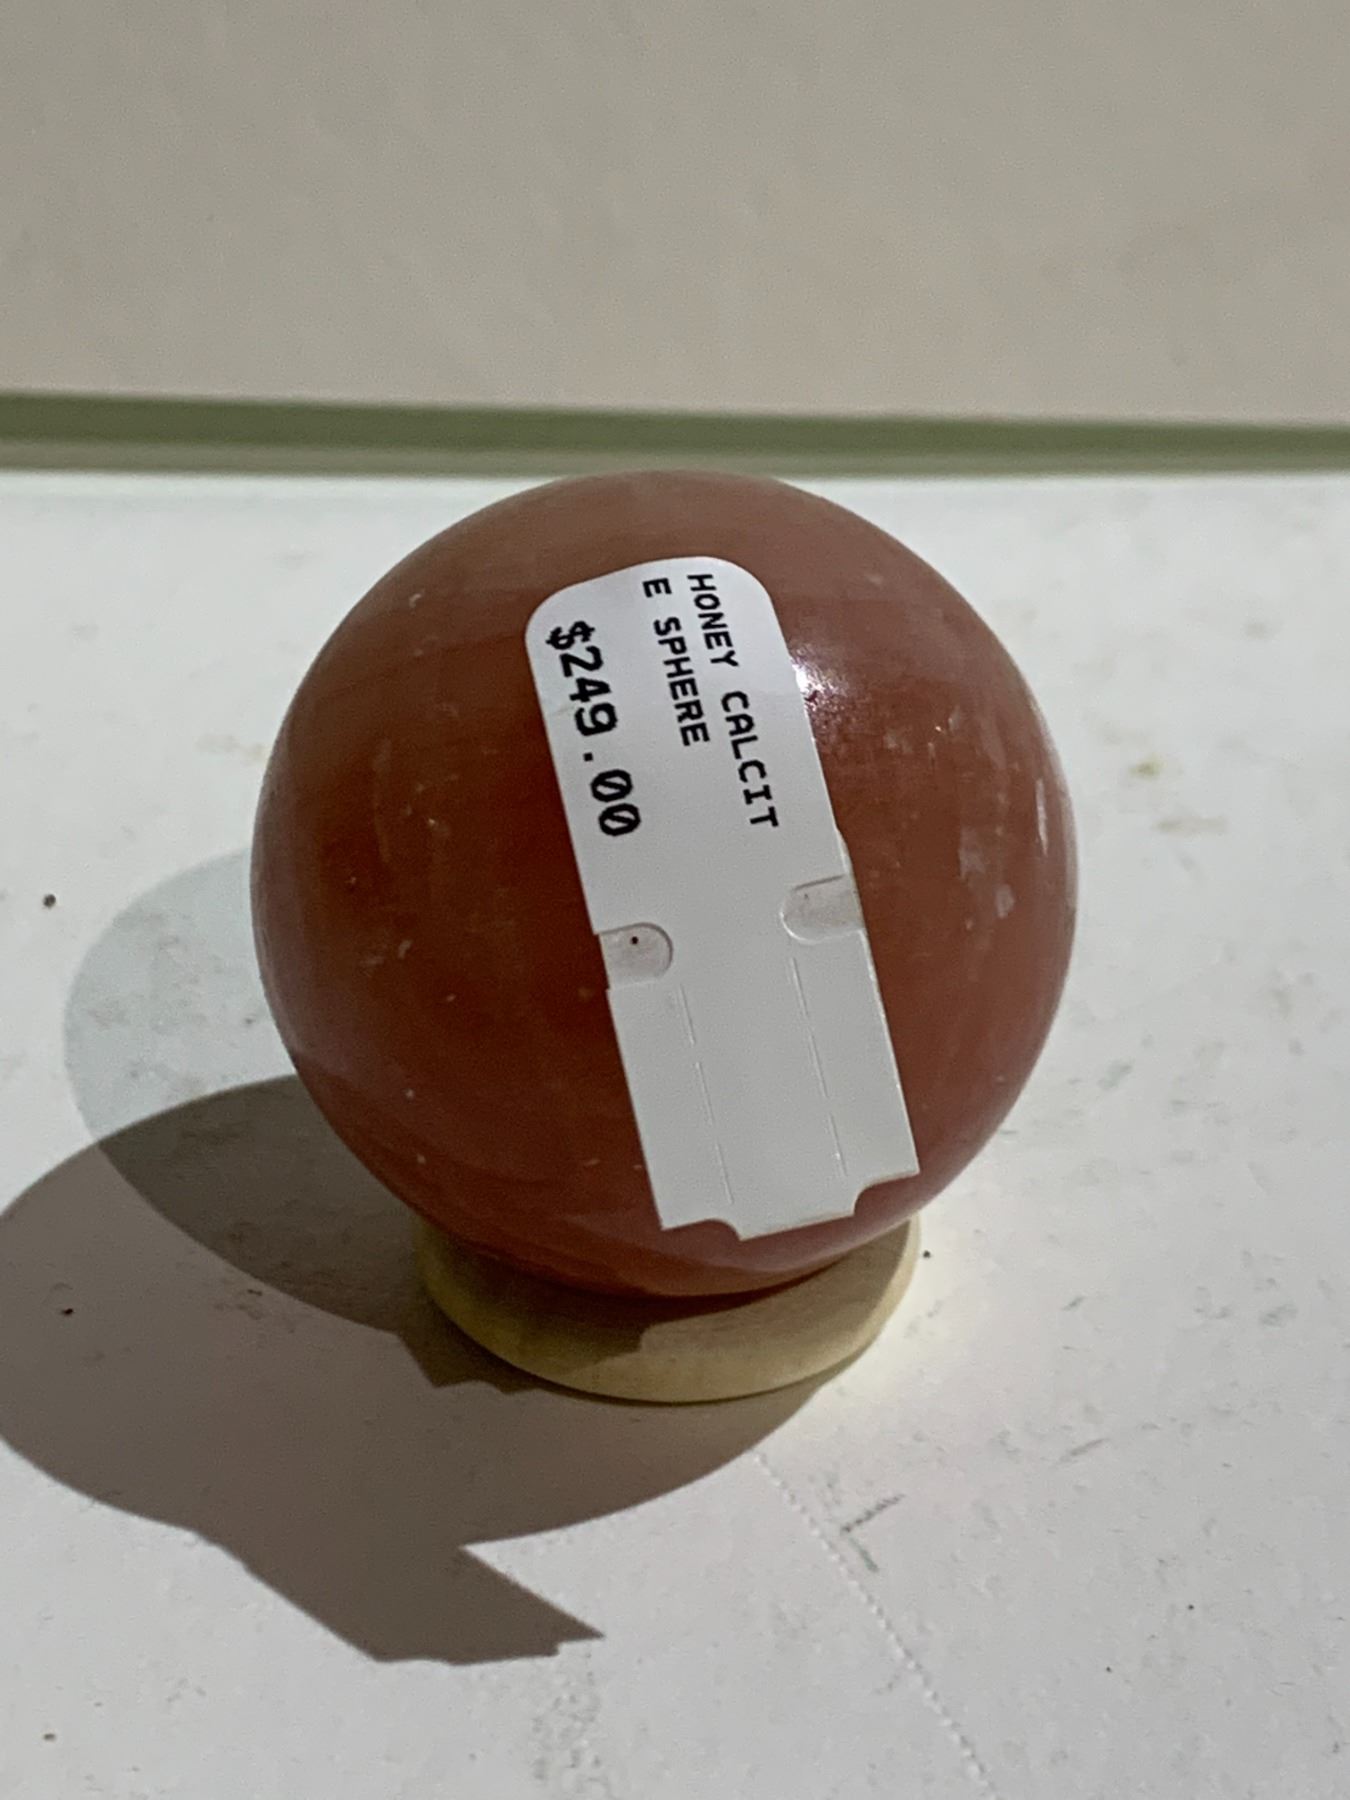 HONEY CALCIT
E SPHERE
$249.00